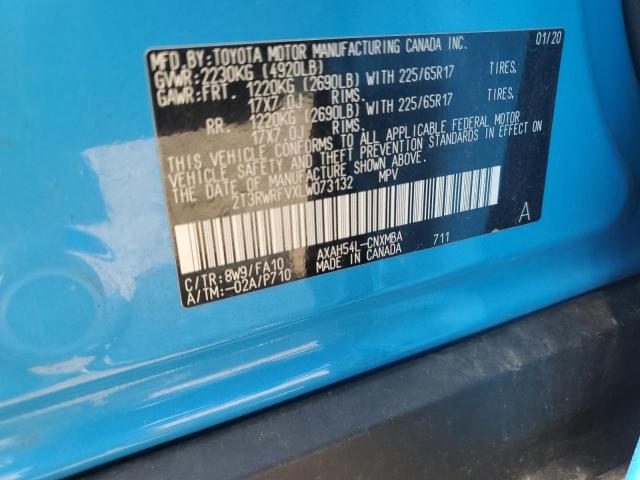 MFD.BY:TOYOTA MOTOR MANUFACTURING CANADA INC. 01/20
GVWR:2230KG (4920LB)
GAWR:FRT. 1220KG (2690LB) WITH 225/65R17 TIRES.
17X7.0J RIMS.
RR. 1220KG (2690LB) WITH 225/65R17 TIRES.
17X7.0J RIMS.
THIS VEHICLE CONFORMS TO ALL APPLICABLE FEDERAL MOTOR
VEHICLE SAFETY AND THEFT PREVENTION STANDARDS IN EFFECT ON
THE DATE OF MANUFACTURE SHOWN ABOVE.
2T3RWRFVXLW073132 MPV
A
C/TR:8W9/FA10 AXAH54L-CNXMBA 711
A/TM:-02A/P710 MADE IN CANADA